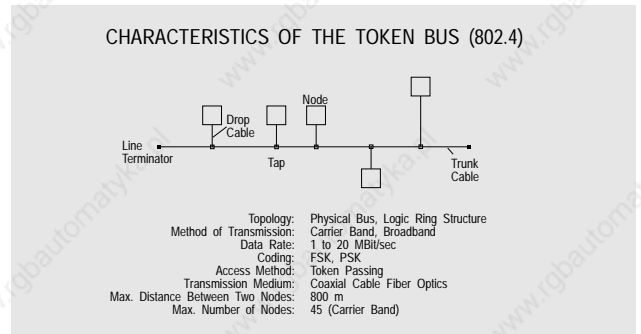 CHARACTERISTICS OF THE TOKEN BUS (802.4)
Node
Drop
Cable
Line
Terminator
Tap
Trunk
Cable
Topology: Physical Bus, Logic Ring Structure
Method of Transmission: Carrier Band, Broadband
Data Rate: 1 to 20 MBit/sec
Coding: FSK, PSK
Access Method: Token Passing
Transmission Medium: Coaxial Cable Fiber Optics
Max. Distance Between Two Nodes: 800 m
Max. Number of Nodes: 45 (Carrier Band)
www.rgbautomatyka.pl